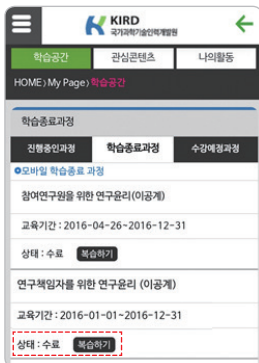 KIRD
국가과학기술인력개발원
학습공간 관심콘텐츠 나의활동
HOME > My Page > 학습공간
학습종료과정
진행중인과정 학습종료과정 수강예정과정
모바일 학습종료 과정
참여연구원을 위한 연구윤리(이공계)
교육기간 : 2016-04-26~2016-12-31
상태 : 수료 복습하기
연구책임자를 위한 연구윤리 (이공계)
교육기간 : 2016-01-01~2016-12-31
상태 : 수료 복습하기